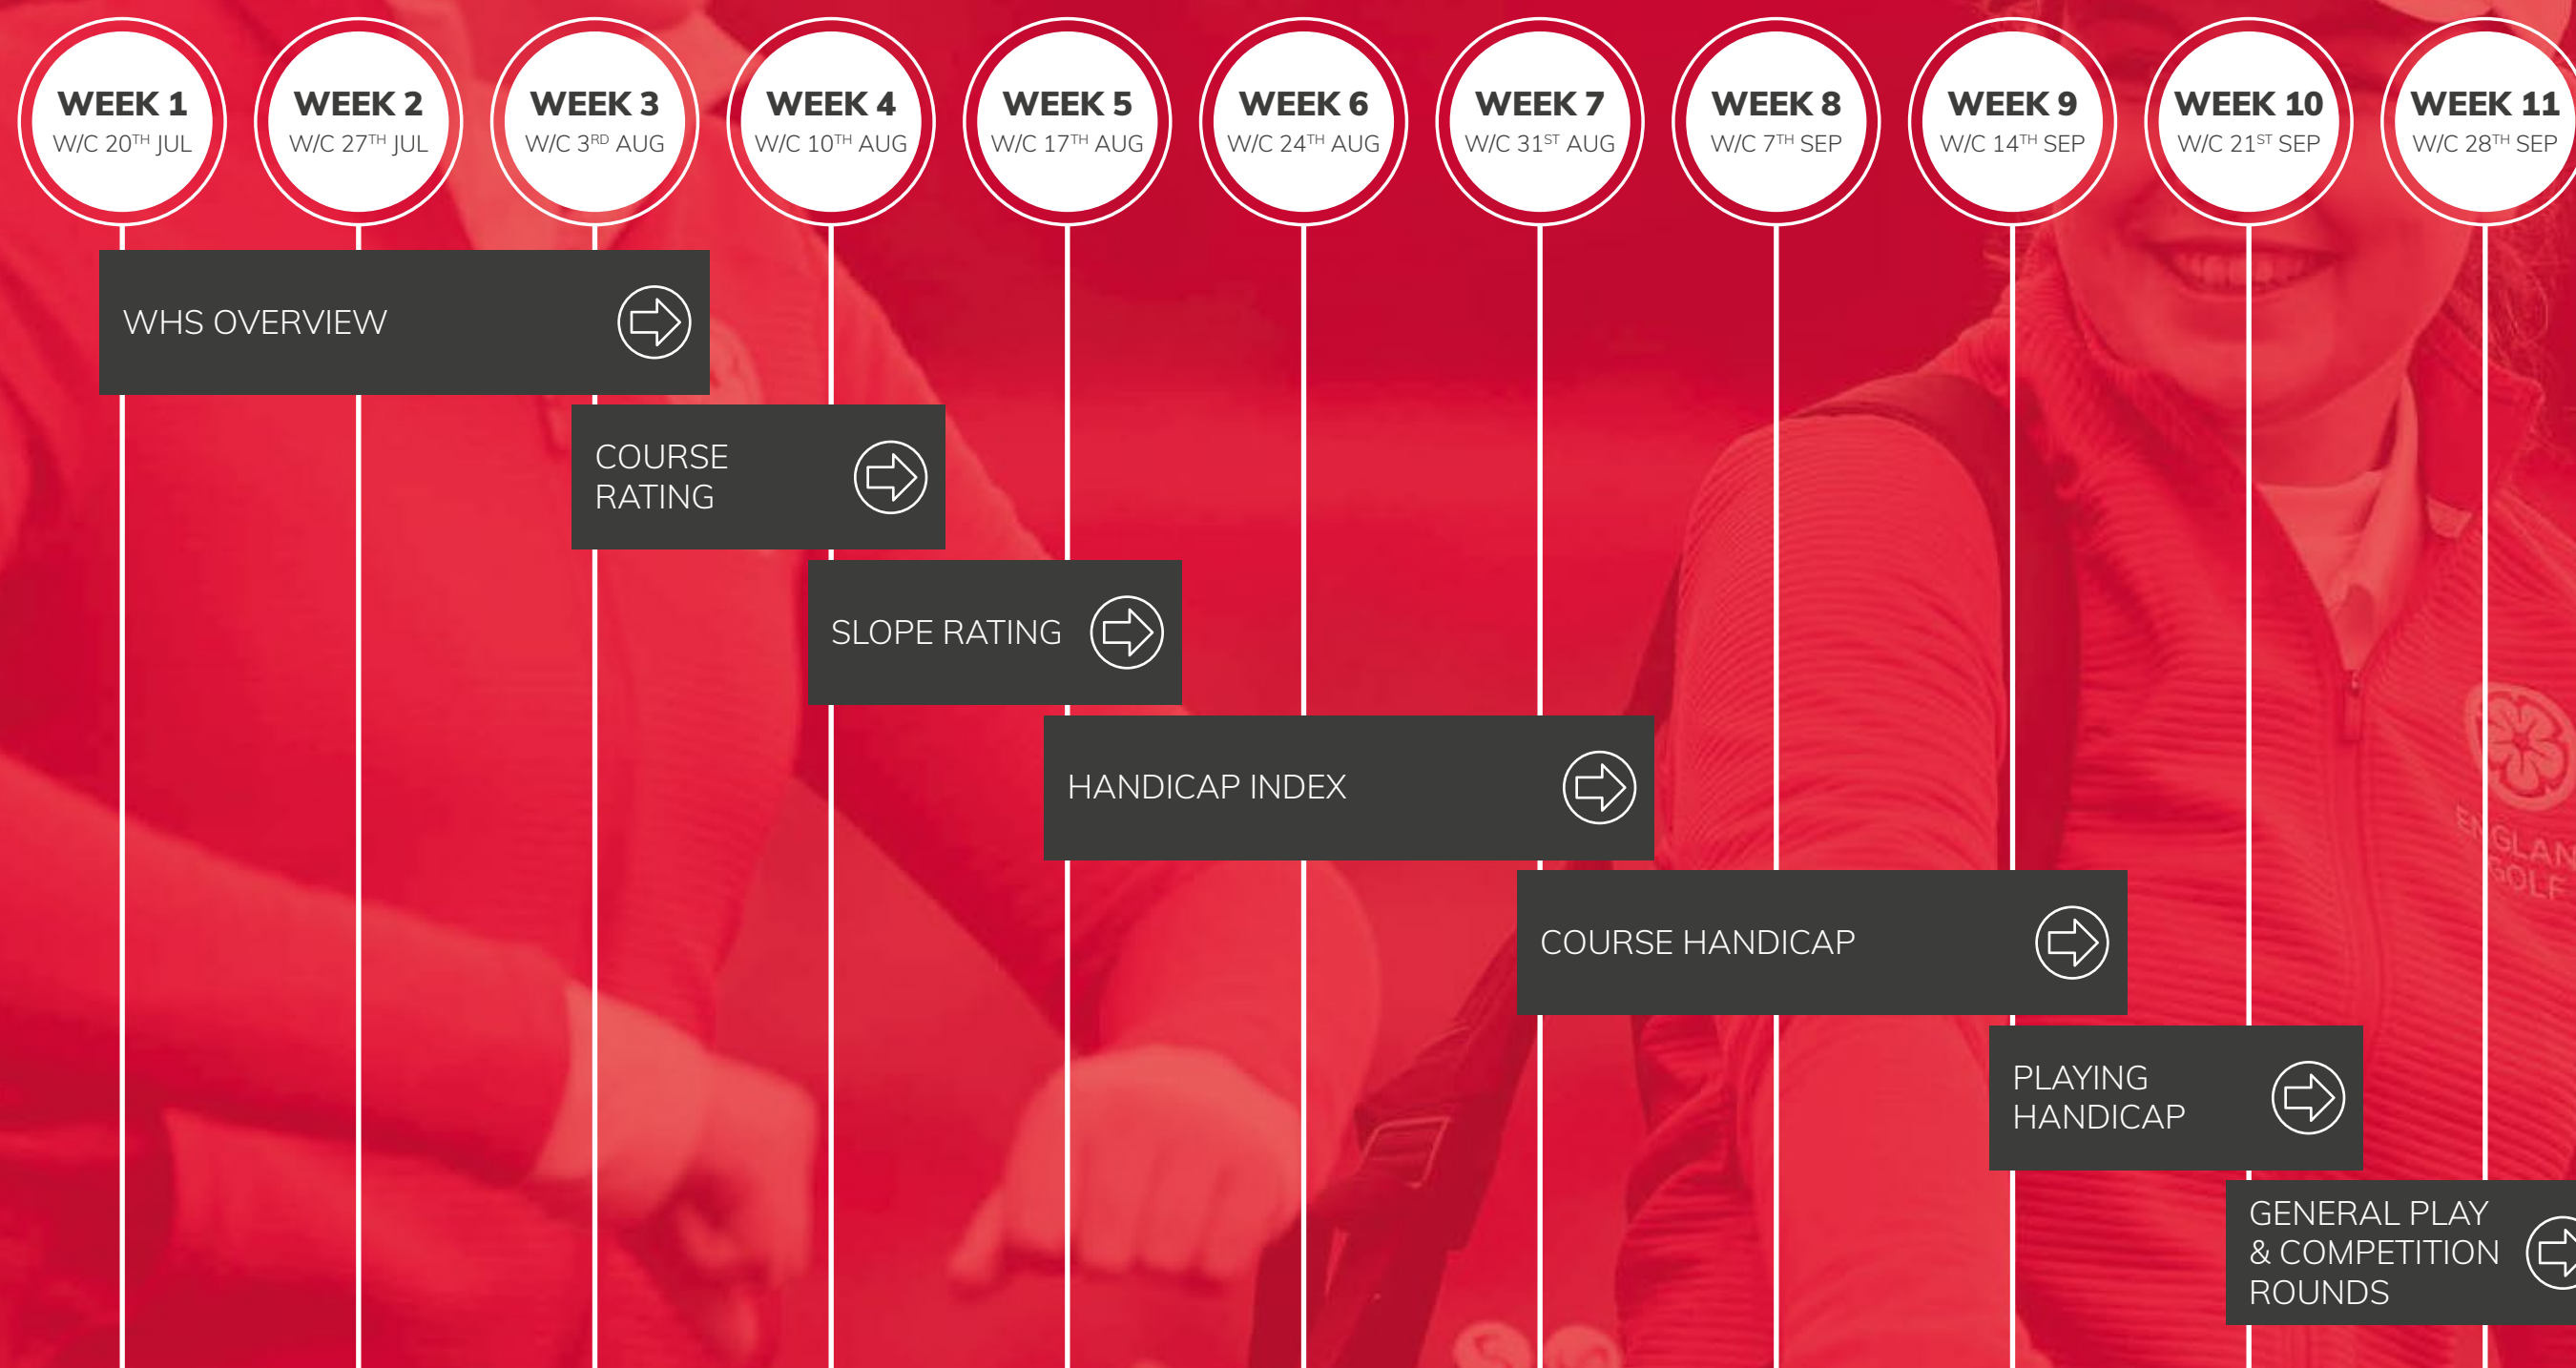 WEEK 1
W/C 20TH JUL
WEEK 2
W/C 27TH JUL
WEEK 3
W/C 3RD AUG
WEEK 4
W/C 10TH AUG
WEEK 5
W/C 17TH AUG
WEEK 6
W/C 24TH AUG
WEEK 7
W/C 31ST AUG
WEEK 8
W/C 7TH SEP
WEEK 9
W/C 14TH SEP
WEEK 10
W/C 21ST SEP
WEEK 11
W/C 28TH SEP
WHS OVERVIEW
COURSE
RATING
SLOPE RATING
HANDICAP INDEX
COURSE HANDICAP
PLAYING
HANDICAP
GENERAL PLAY
& COMPETITION
ROUNDS
GOLF